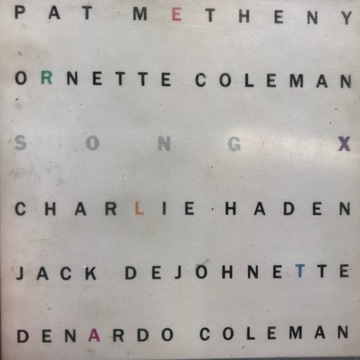 PAT METHENY
ORNETTE COLEMAN
SONG X
CHARLIE HADEN
JACK DEJOHNETTE
DENARDO COLEMAN